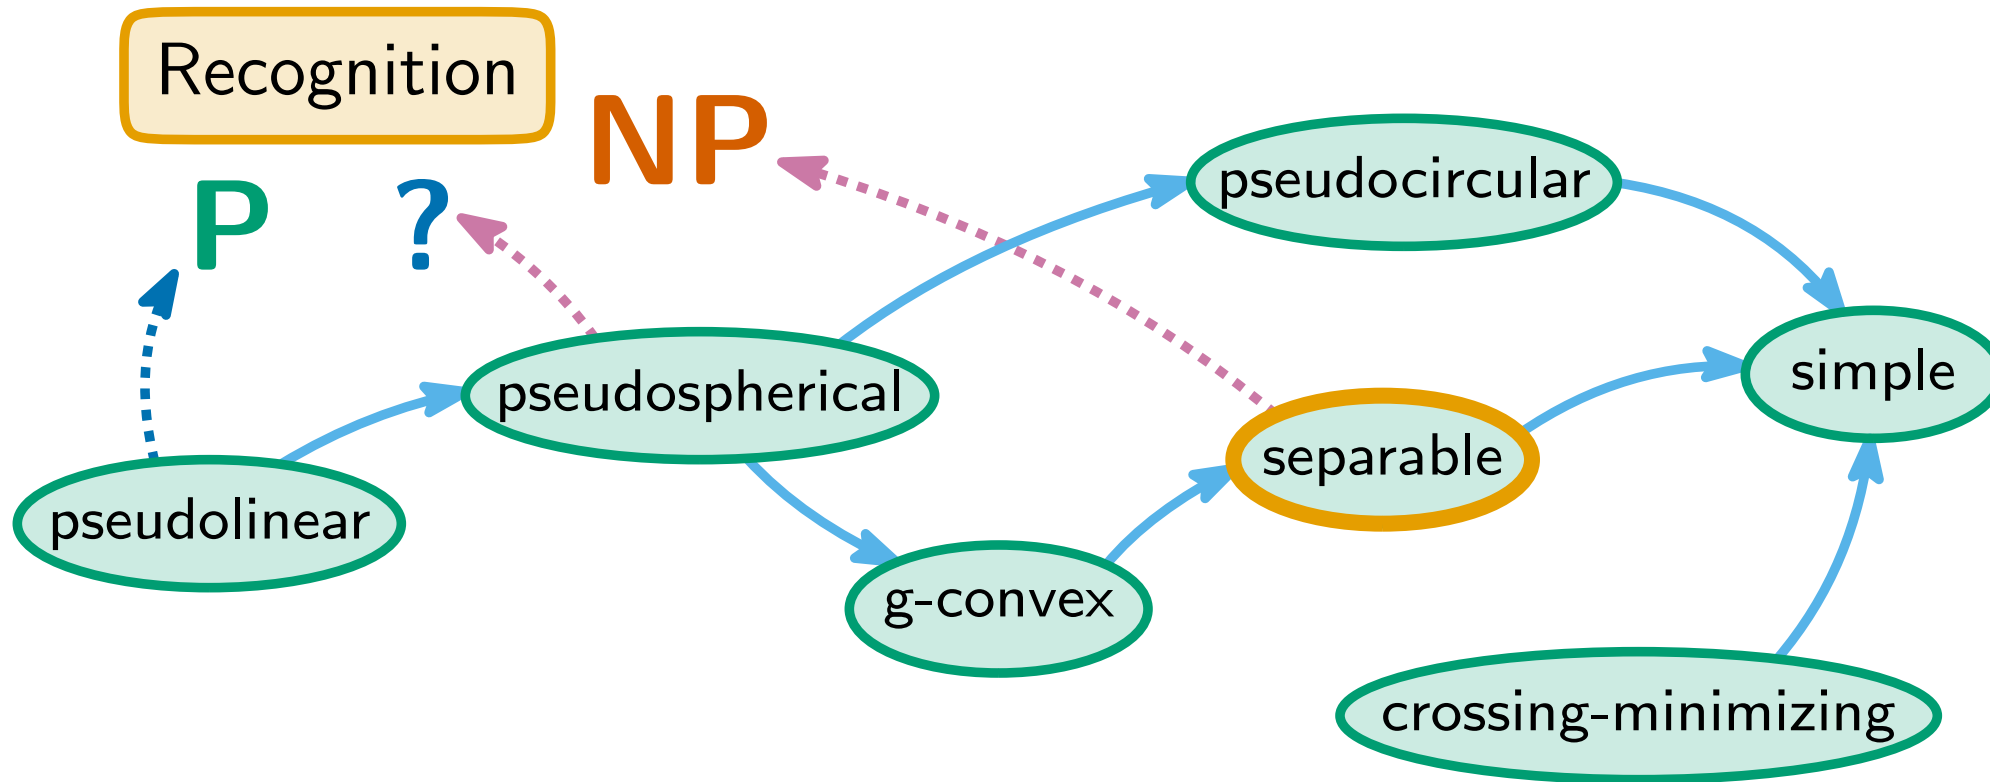 Recognition
NP
P
?
pseudocircular
simple
pseudospherical
separable
pseudolinear
g-convex
crossing-minimizing